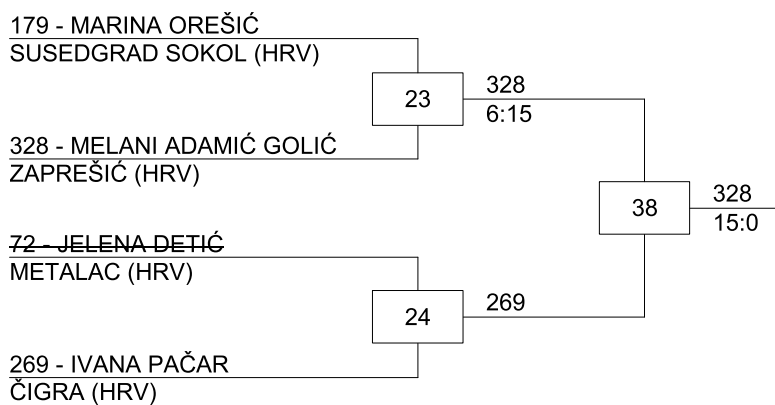 179 - MARINA OREŠIĆ
SUSEDGRAD SOKOL (HRV)
23
328
6:15
328 - MELANI ADAMIĆ GOLIĆ
ZAPREŠIĆ (HRV)
38
328
15:0
72 - JELENA DETIĆ
METALAC (HRV)
24
269
269 - IVANA PAČAR
ČIGRA (HRV)